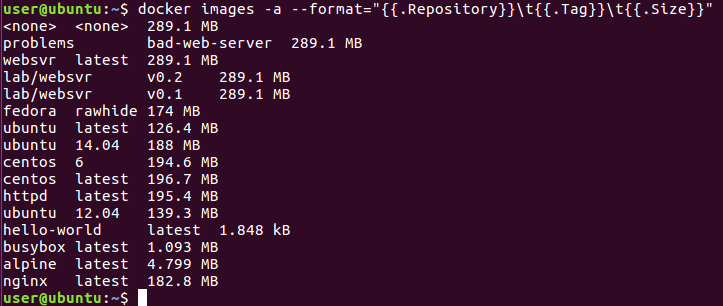 user@ubuntu:~$ docker images -a --format="{{.Repository}}\t{{.Tag}}\t{{.Size}}"
<none>  <none>  289.1 MB
problems        bad-web-server  289.1 MB
websvr  latest  289.1 MB
lab/websvr      v0.2    289.1 MB
lab/websvr      v0.1    289.1 MB
fedora  rawhide 174 MB
ubuntu  latest  126.4 MB
ubuntu  14.04   188 MB
centos  6       194.6 MB
centos  latest  196.7 MB
httpd   latest  195.4 MB
ubuntu  12.04   139.3 MB
hello-world     latest  1.848 kB
busybox latest  1.093 MB
alpine  latest  4.799 MB
nginx   latest  182.8 MB
user@ubuntu:~$